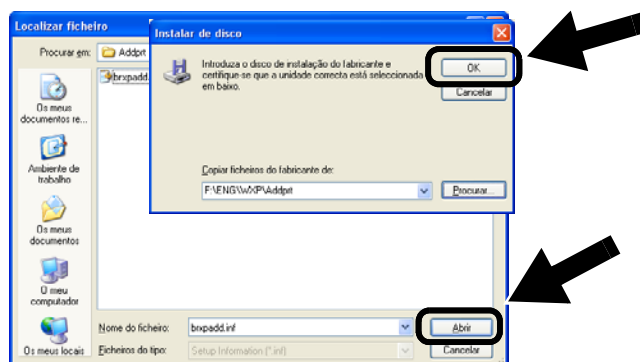 Localizar ficheiro
Instalar de disco
Procurar em:
Addprt
brxpadd.
Introduza o disco de instalação do fabricante e
certifique-se que a unidade correcta está seleccionada
em baixo.
OK
Cancelar
Copiar ficheiros do fabricante de:
F:\ENG\WXP\Addprt
Procurar...
Os meus
documentos re...
Ambiente de
trabalho
Os meus
documentos
O meu
computador
Os meus locais
Nome do ficheiro:
brxpadd.inf
Abrir
Ficheiros do tipo:
Setup Information (*.inf)
Cancelar